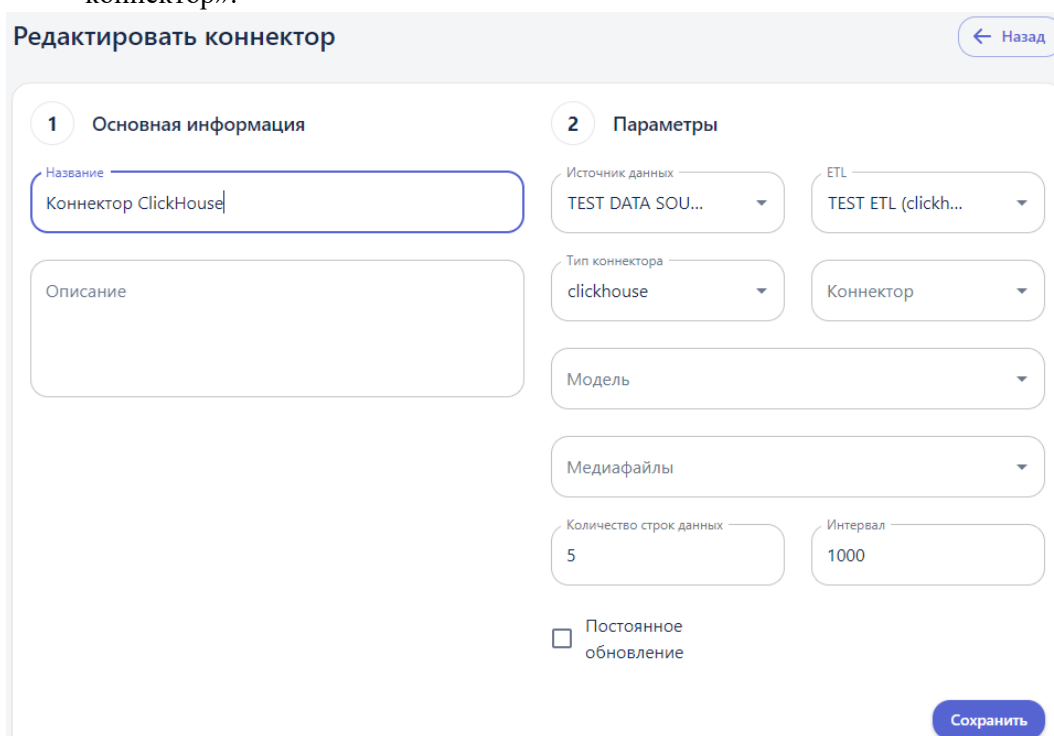 коннектор».
Редактировать коннектор
← Назад
1 Основная информация
2 Параметры
Название
Коннектор ClickHouse
Описание
Источник данных
TEST DATA SOU...
ETL
TEST ETL (clickh...
Тип коннектора
clickhouse
Коннектор
Модель
Медиафайлы
Количество строк данных
5
Интервал
1000
Постоянное
обновление
Сохранить